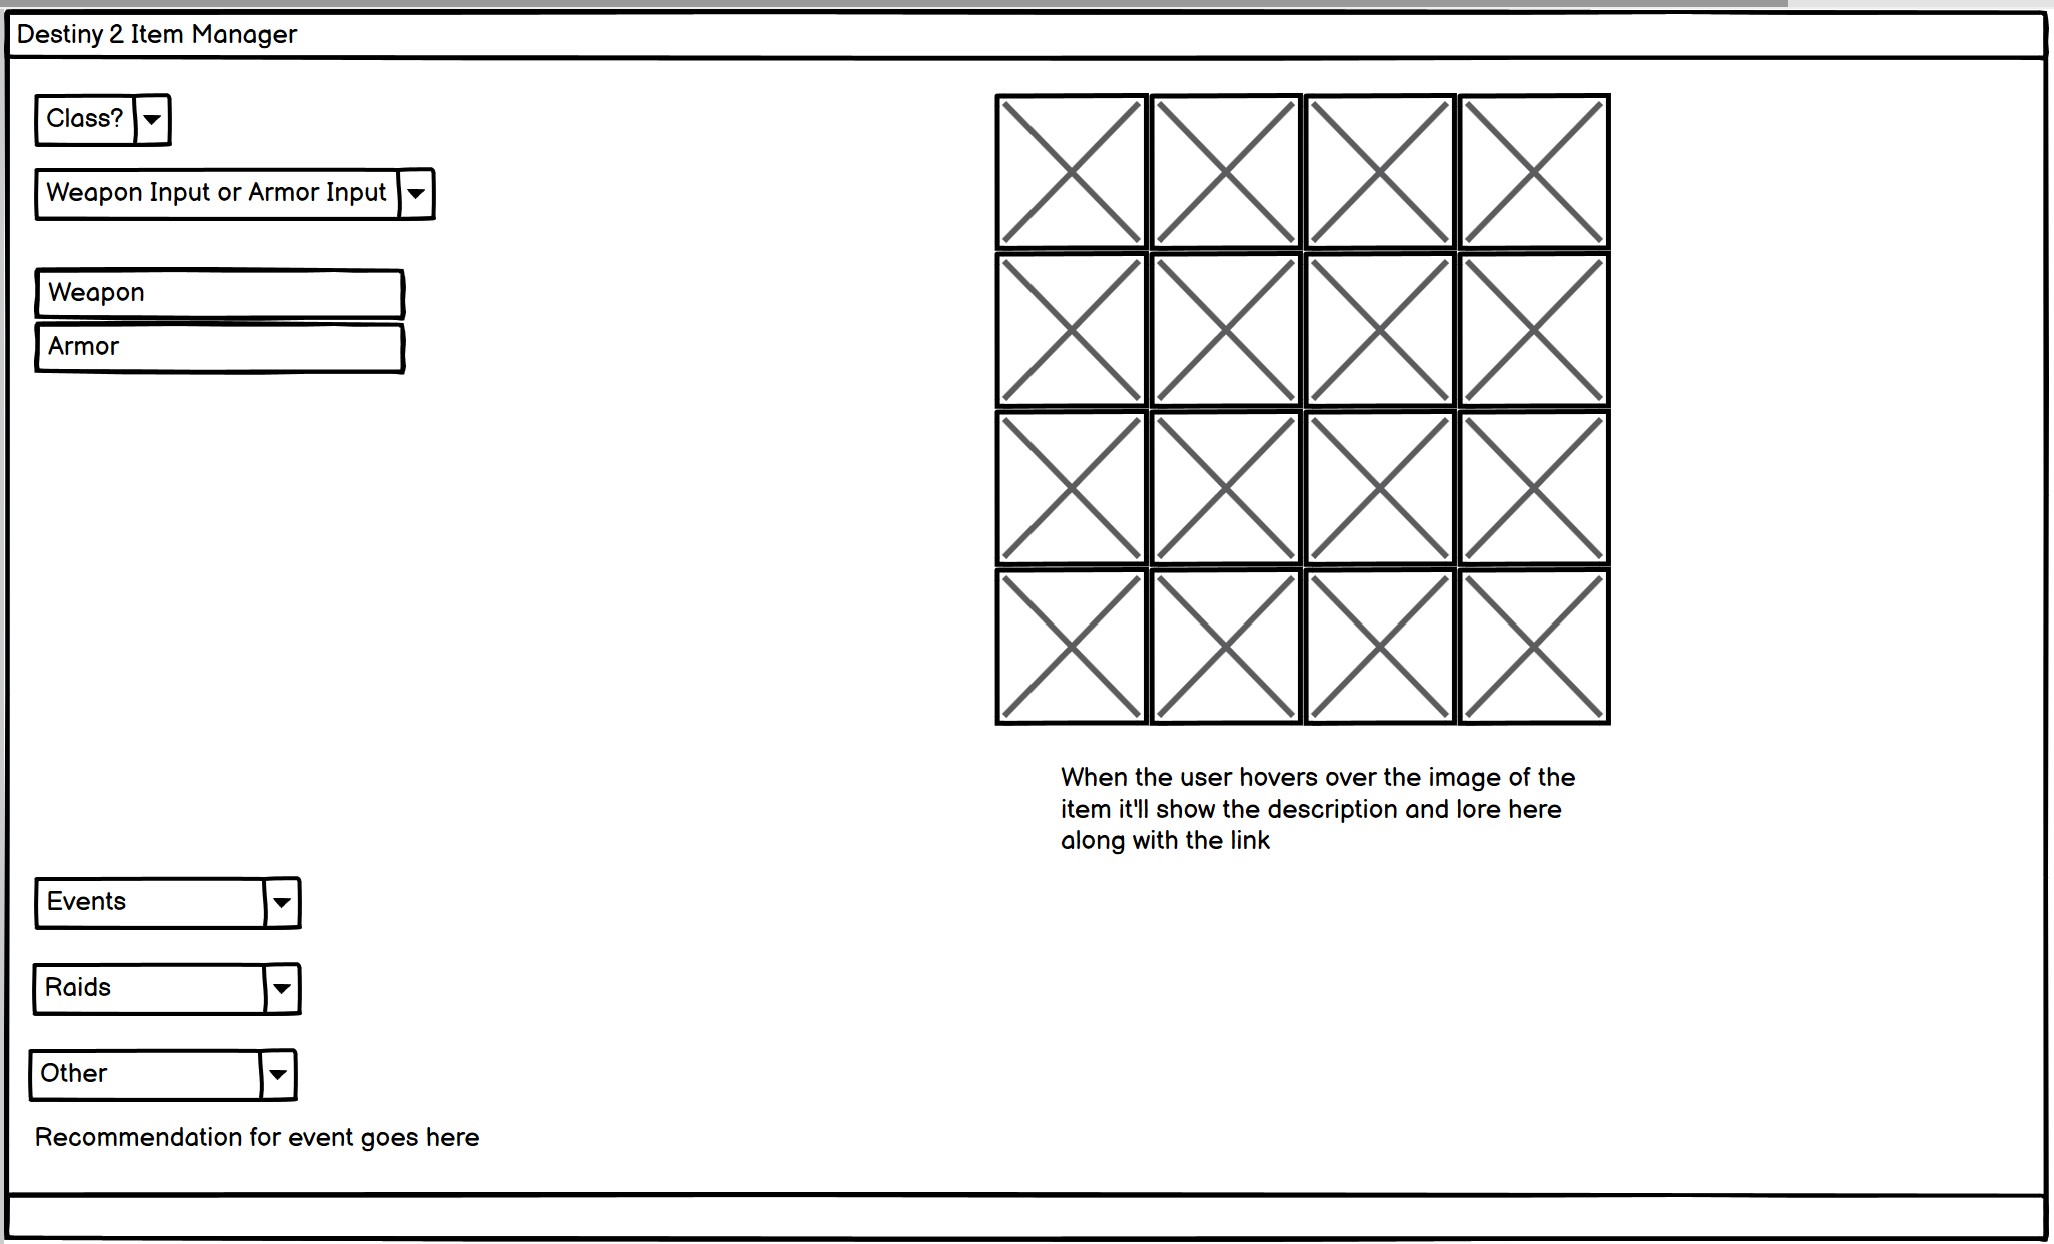 Destiny 2 Item Manager
Class?
Weapon Input or Armor Input
Weapon
Armor
When the user hovers over the image of the
item it'll show the description and lore here
along with the link
Events
Raids
Other
Recommendation for event goes here